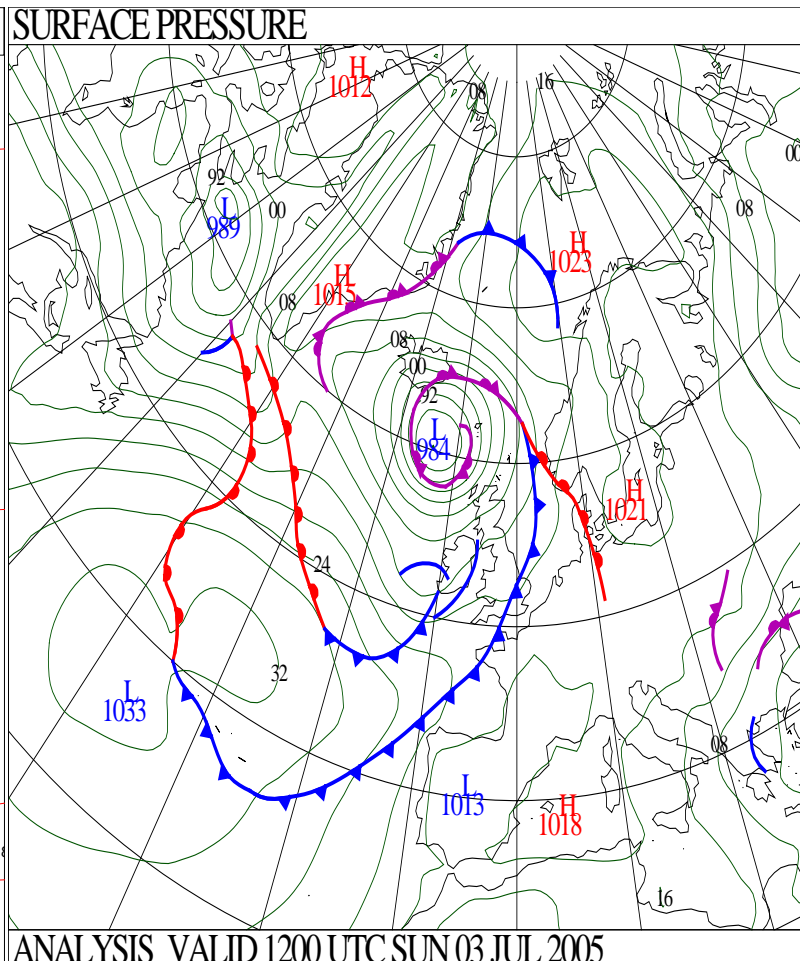 SURFACE PRESSURE
H
1012
08
16
00
92
L
989
00
08
H
1023
H
1015
08
08
00
92
L
984
H
1021
24
32
L
1033
08
L
1013
H
1018
16
ANALYSIS VALID 1200 UTC SUN 03 JUL 2005